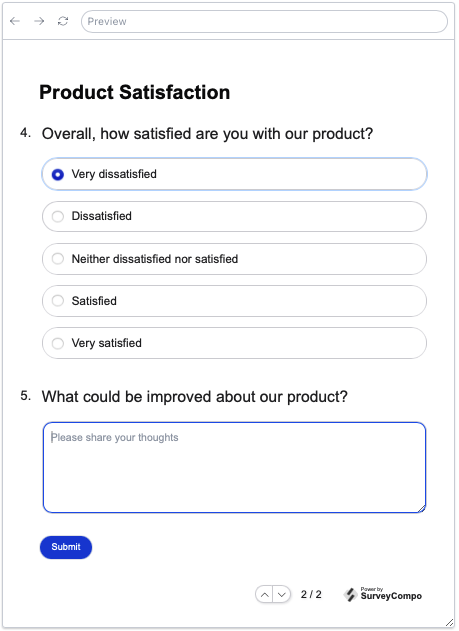 Preview
Product Satisfaction
4. Overall, how satisfied are you with our product?
Very dissatisfied
Dissatisfied
Neither dissatisfied nor satisfied
Satisfied
Very satisfied
5. What could be improved about our product?
Please share your thoughts
Submit
2 / 2
Power by
SurveyCompo